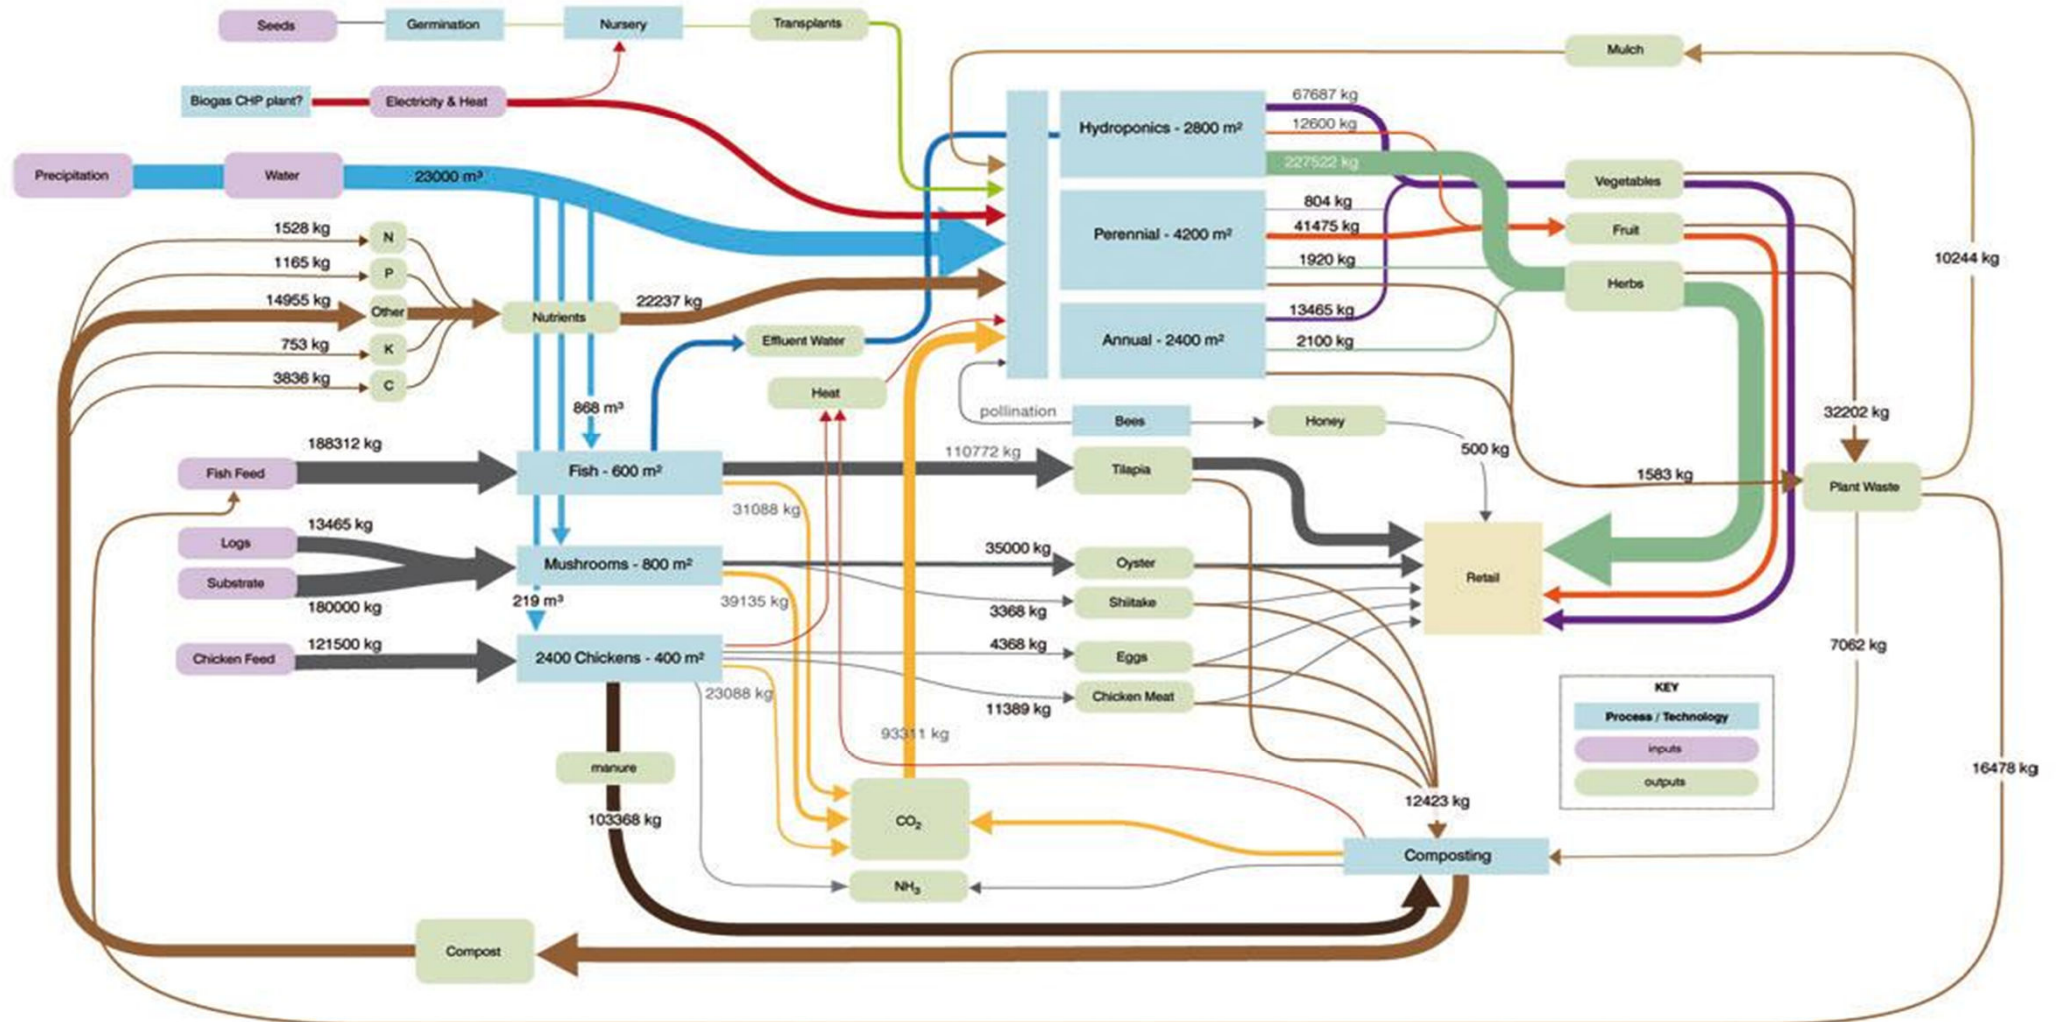 Seeds
Germination
Nursery
Transplants
Mulch
Biogas CHP plant?
Electricity & Heat
67687 kg
Hydroponics - 2800 m²
12600 kg
227522 kg
Precipitation
Water
23000 m³
Vegetables
804 kg
1528 kg
N
Perennial - 4200 m²
41475 kg
Fruit
1165 kg
P
1920 kg
10244 kg
14955 kg
Other
Nutrients
22237 kg
Herbs
13465 kg
753 kg
K
Effluent Water
Annual - 2400 m²
2100 kg
3836 kg
C
Heat
868 m³
pollination
Bees
Honey
32202 kg
188312 kg
500 kg
110772 kg
Fish Feed
Fish - 600 m²
Tilapia
1583 kg
Plant Waste
31088 kg
13465 kg
Logs
35000 kg
Mushrooms - 800 m²
Oyster
Retail
Substrate
180000 kg
219 m³
39135 kg
Shiitake
3368 kg
121500 kg
4368 kg
7062 kg
Chicken Feed
2400 Chickens - 400 m²
Eggs
23088 kg
Chicken Meat
11389 kg
KEY
Process / Technology
93311 kg
inputs
manure
outputs
16478 kg
103368 kg
CO₂
12423 kg
Composting
NH₃
Compost